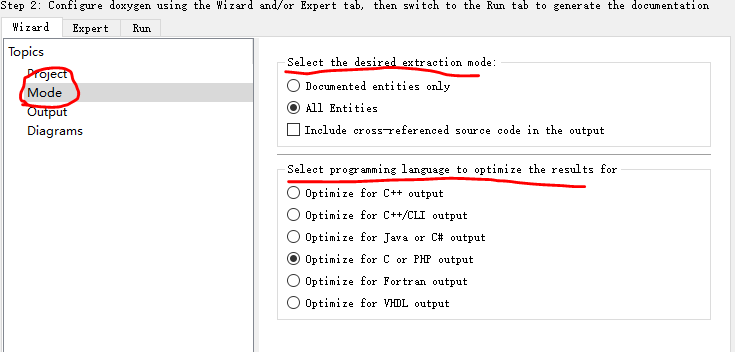 Step 2: Configure doxygen using the Wizard and/or Expert tab, then switch to the Run tab to generate the documentation
Wizard Expert Run
Topics
Project
Mode
Output
Diagrams
Select the desired extraction mode:
Documented entities only
All Entities
Include cross-referenced source code in the output
Select programming language to optimize the results for
Optimize for C++ output
Optimize for C++/CLI output
Optimize for Java or C# output
Optimize for C or PHP output
Optimize for Fortran output
Optimize for VHDL output